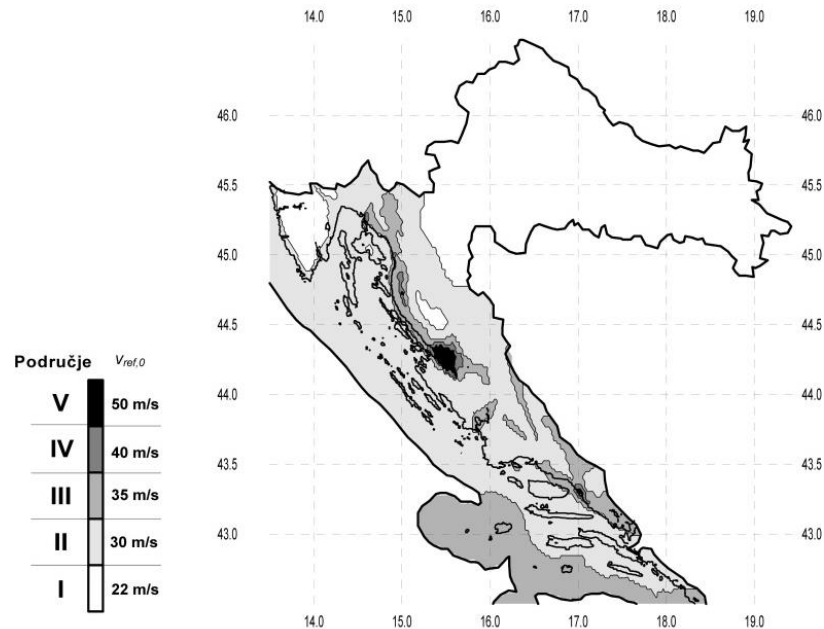 14.0 15.0 16.0 17.0 18.0 19.0
46.0 46.0
45.5 45.5
45.0 45.0
44.5 44.5
44.0 44.0
43.5 43.5
43.0 43.0
14.0 15.0 16.0 17.0 18.0 19.0
Područje Vref,0
V 50 m/s
IV 40 m/s
III 35 m/s
II 30 m/s
I 22 m/s